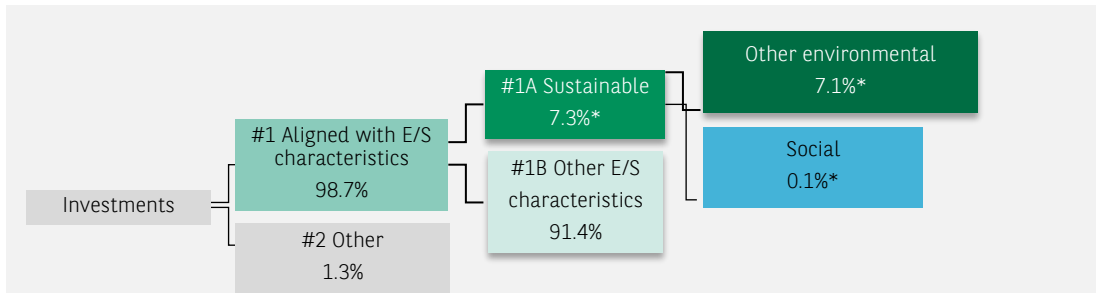 Investments
#1 Aligned with E/S
characteristics
98.7%
#2 Other
1.3%
#1A Sustainable
7.3%*
#1B Other E/S
characteristics
91.4%
Other environmental
7.1%*
Social
0.1%*